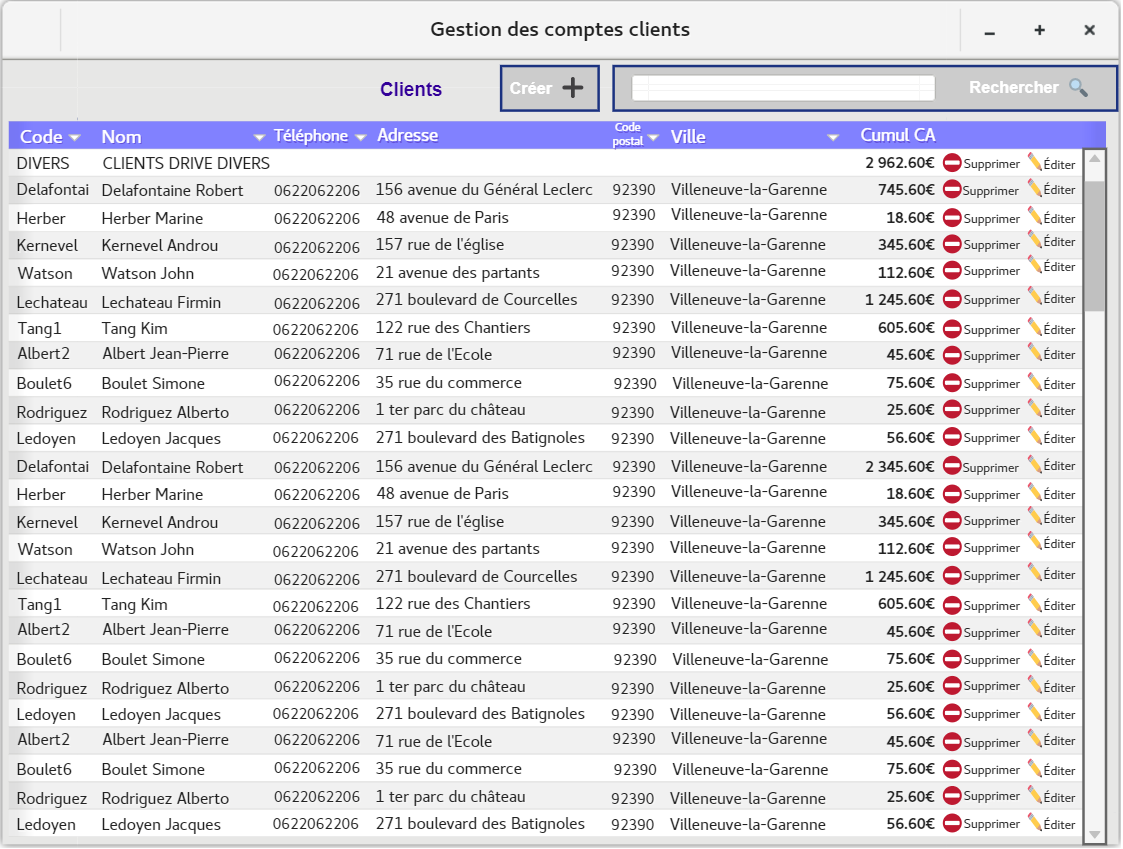 Gestion des comptes clients
Clients Créer Rechercher
Code Nom Téléphone Adresse Code postal Ville Cumul CA
DIVERS CLIENTS DRIVE DIVERS 2 962.60€ Supprimer Éditer
Delafontai Delafontaine Robert 0622062206 156 avenue du Général Leclerc 92390 Villeneuve-la-Garenne 745.60€ Supprimer Éditer
Herber Herber Marine 0622062206 48 avenue de Paris 92390 Villeneuve-la-Garenne 18.60€ Supprimer Éditer
Kernevel Kernevel Androu 0622062206 157 rue de l'église 92390 Villeneuve-la-Garenne 345.60€ Supprimer Éditer
Watson Watson John 0622062206 21 avenue des partants 92390 Villeneuve-la-Garenne 112.60€ Supprimer Éditer
Lechateau Lechateau Firmin 0622062206 271 boulevard de Courcelles 92390 Villeneuve-la-Garenne 1 245.60€ Supprimer Éditer
Tang1 Tang Kim 0622062206 122 rue des Chantiers 92390 Villeneuve-la-Garenne 605.60€ Supprimer Éditer
Albert2 Albert Jean-Pierre 0622062206 71 rue de l'Ecole 92390 Villeneuve-la-Garenne 45.60€ Supprimer Éditer
Boulet6 Boulet Simone 0622062206 35 rue du commerce 92390 Villeneuve-la-Garenne 75.60€ Supprimer Éditer
Rodriguez Rodriguez Alberto 0622062206 1 ter parc du château 92390 Villeneuve-la-Garenne 25.60€ Supprimer Éditer
Ledoyen Ledoyen Jacques 0622062206 271 boulevard des Batignoles 92390 Villeneuve-la-Garenne 56.60€ Supprimer Éditer
Delafontai Delafontaine Robert 0622062206 156 avenue du Général Leclerc 92390 Villeneuve-la-Garenne 2 345.60€ Supprimer Éditer
Herber Herber Marine 0622062206 48 avenue de Paris 92390 Villeneuve-la-Garenne 18.60€ Supprimer Éditer
Kernevel Kernevel Androu 0622062206 157 rue de l'église 92390 Villeneuve-la-Garenne 345.60€ Supprimer Éditer
Watson Watson John 0622062206 21 avenue des partants 92390 Villeneuve-la-Garenne 112.60€ Supprimer Éditer
Lechateau Lechateau Firmin 0622062206 271 boulevard de Courcelles 92390 Villeneuve-la-Garenne 1 245.60€ Supprimer Éditer
Tang1 Tang Kim 0622062206 122 rue des Chantiers 92390 Villeneuve-la-Garenne 605.60€ Supprimer Éditer
Albert2 Albert Jean-Pierre 0622062206 71 rue de l'Ecole 92390 Villeneuve-la-Garenne 45.60€ Supprimer Éditer
Boulet6 Boulet Simone 0622062206 35 rue du commerce 92390 Villeneuve-la-Garenne 75.60€ Supprimer Éditer
Rodriguez Rodriguez Alberto 0622062206 1 ter parc du château 92390 Villeneuve-la-Garenne 25.60€ Supprimer Éditer
Ledoyen Ledoyen Jacques 0622062206 271 boulevard des Batignoles 92390 Villeneuve-la-Garenne 56.60€ Supprimer Éditer
Albert2 Albert Jean-Pierre 0622062206 71 rue de l'Ecole 92390 Villeneuve-la-Garenne 45.60€ Supprimer Éditer
Boulet6 Boulet Simone 0622062206 35 rue du commerce 92390 Villeneuve-la-Garenne 75.60€ Supprimer Éditer
Rodriguez Rodriguez Alberto 0622062206 1 ter parc du château 92390 Villeneuve-la-Garenne 25.60€ Supprimer Éditer
Ledoyen Ledoyen Jacques 0622062206 271 boulevard des Batignoles 92390 Villeneuve-la-Garenne 56.60€ Supprimer Éditer